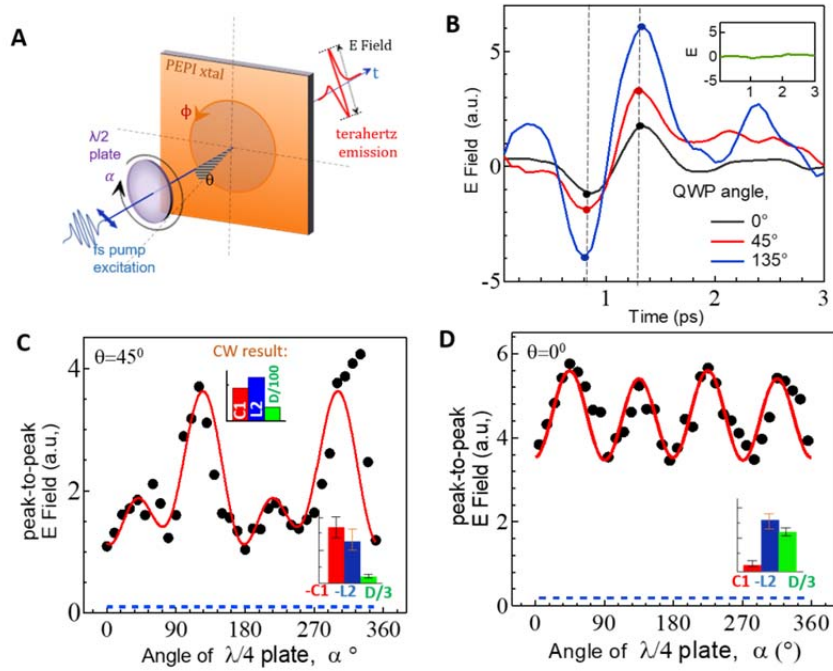 A
PEPI xtal
E Field
t
ϕ
terahertz
emission
λ/2
plate
α
θ
fs pump
excitation
B
E Field (a.u.)
5
0
-5
1
2
3
Time (ps)
E
5
0
-5
1 2 3
QWP angle,
0°
45°
135°
C
θ=45⁰
CW result:
C1
L2
D/100
peak-to-peak
E Field (a.u.)
4
2
0
-C1 -L2 D/3
0 90 180 270 360
Angle of λ/4 plate, α °
D
θ=0⁰
peak-to-peak
E Field (a.u.)
6
4
2
0
C1 -L2 D/3
0 90 180 270 360
Angle of λ/4 plate, α (°)